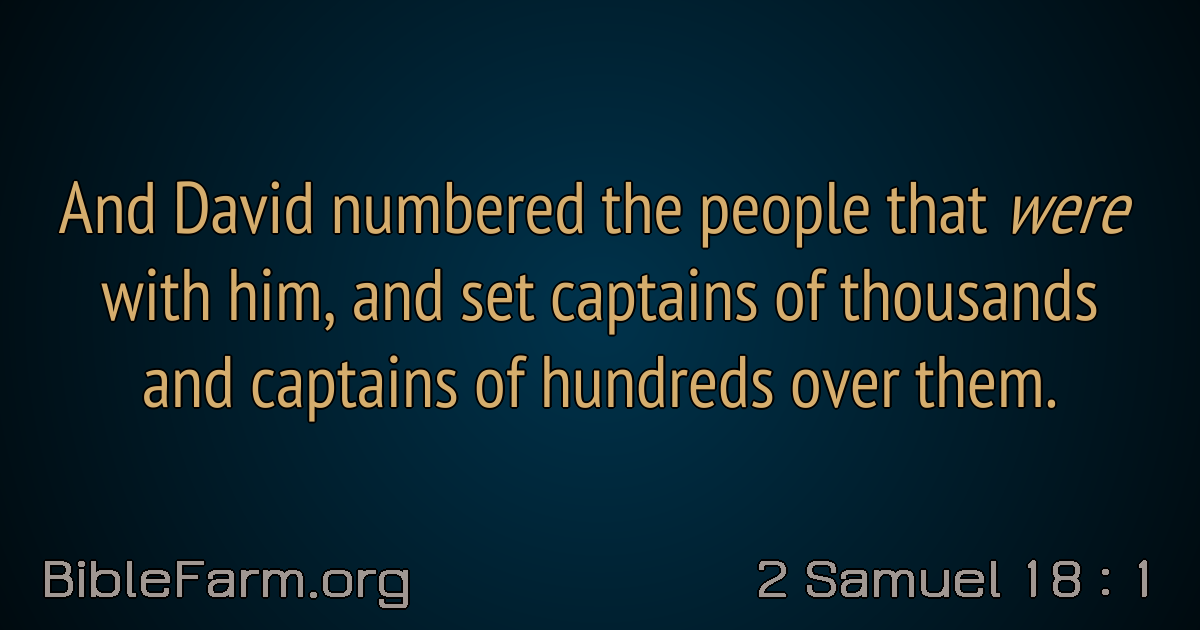 And David numbered the people that were
with him, and set captains of thousands
and captains of hundreds over them.
BibleFarm.org
2 Samuel 18 : 1